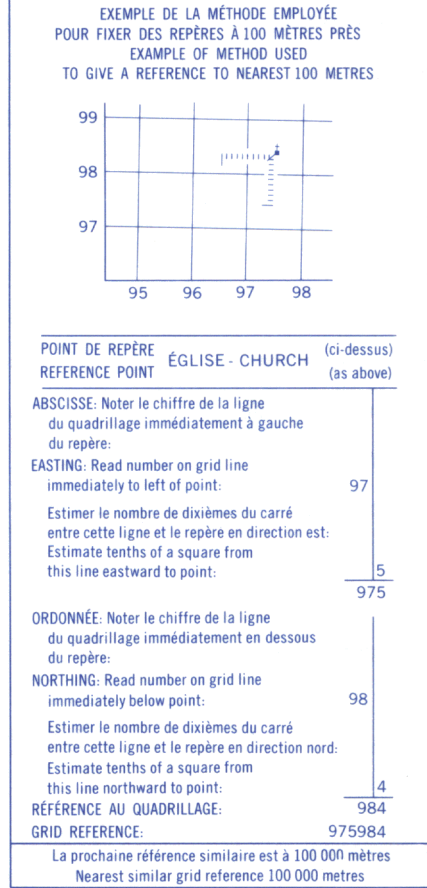 EXEMPLE DE LA MÉTHODE EMPLOYÉE
POUR FIXER DES REPÈRES À 100 MÈTRES PRÈS
EXAMPLE OF METHOD USED
TO GIVE A REFERENCE TO NEAREST 100 METRES
99
98
97
95 96 97 98
POINT DE REPÈRE ÉGLISE - CHURCH (ci-dessus)
REFERENCE POINT (as above)
ABSCISSE: Noter le chiffre de la ligne
du quadrillage immédiatement à gauche
du repère:
EASTING: Read number on grid line
immediately to left of point: 97
Estimer le nombre de dixièmes du carré
entre cette ligne et le repère en direction est:
Estimate tenths of a square from
this line eastward to point: 5
975
ORDONNÉE: Noter le chiffre de la ligne
du quadrillage immédiatement en dessous
du repère:
NORTHING: Read number on grid line
immediately below point: 98
Estimer le nombre de dixièmes du carré
entre cette ligne et le repère en direction nord:
Estimate tenths of a square from
this line northward to point: 4
RÉFÉRENCE AU QUADRILLAGE: 984
GRID REFERENCE: 975984
La prochaine référence similaire est à 100 000 mètres
Nearest similar grid reference 100 000 metres